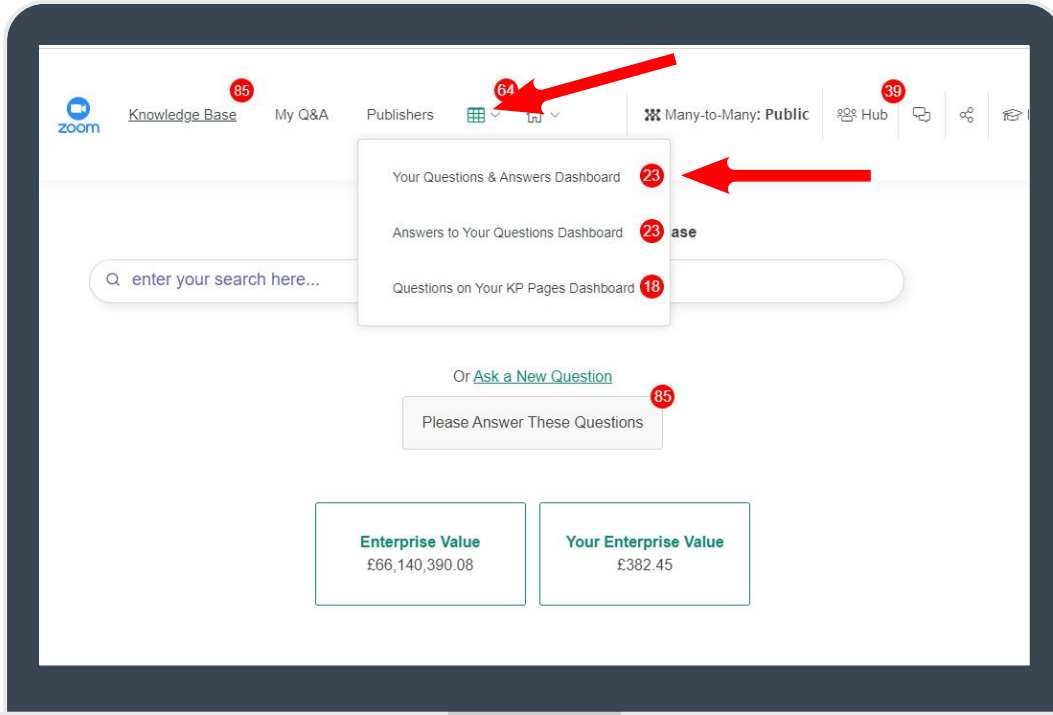 85 64 39
zoom Knowledge Base My Q&A Publishers Many-to-Many: Public Hub
Your Questions & Answers Dashboard 23
Answers to Your Questions Dashboard 23 ase
enter your search here...
Questions on Your KP Pages Dashboard 18
Or Ask a New Question
85
Please Answer These Questions
Enterprise Value
£66,140,390.08
Your Enterprise Value
£382.45